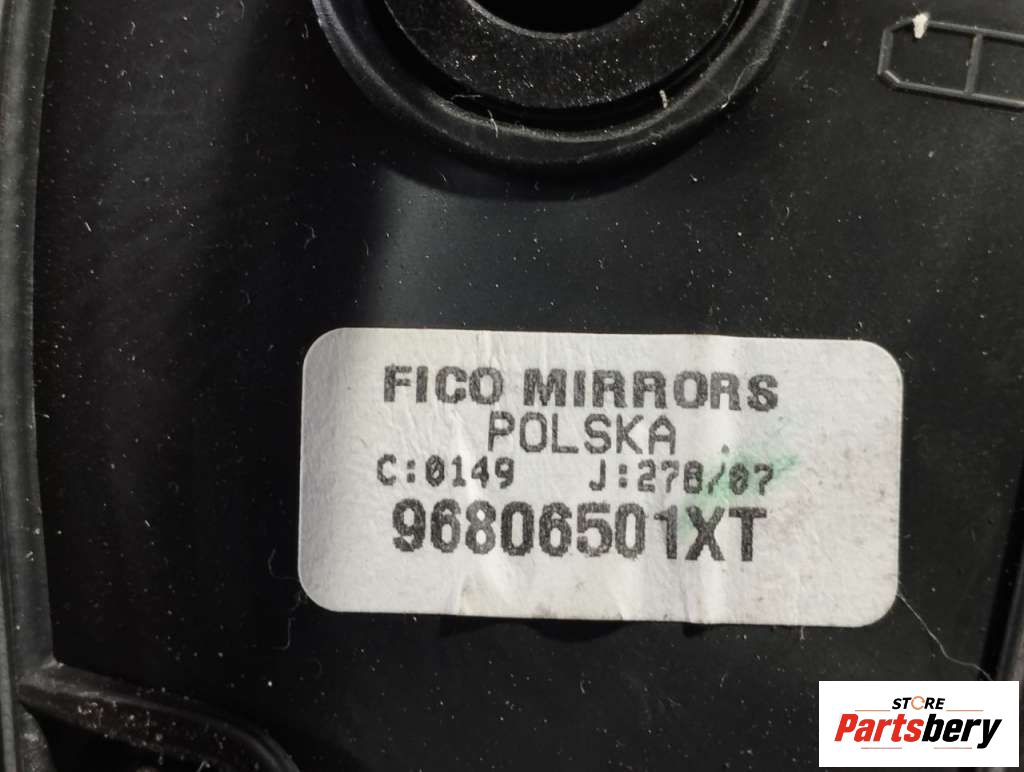 FICO MIRRORS
POLSKA
C:0149 J:278/07
96806501XT
STORE
Partsbery